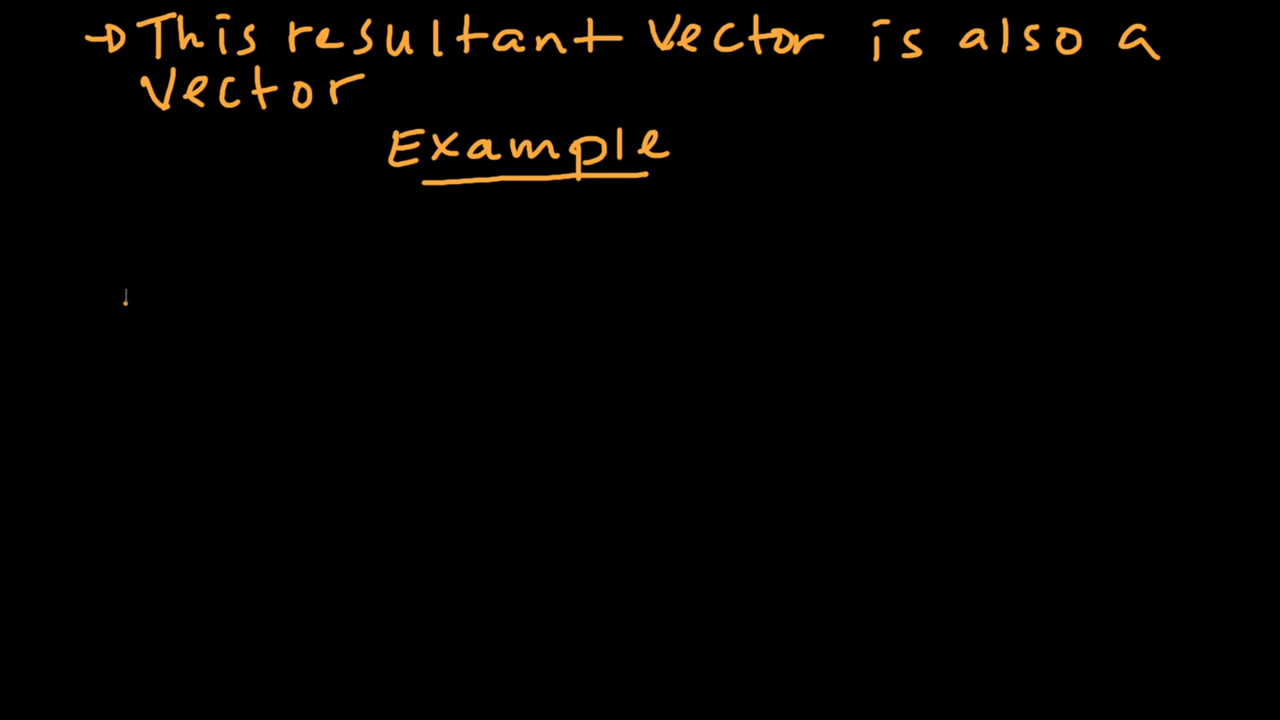 → This resultant vector is also a
vector
Example